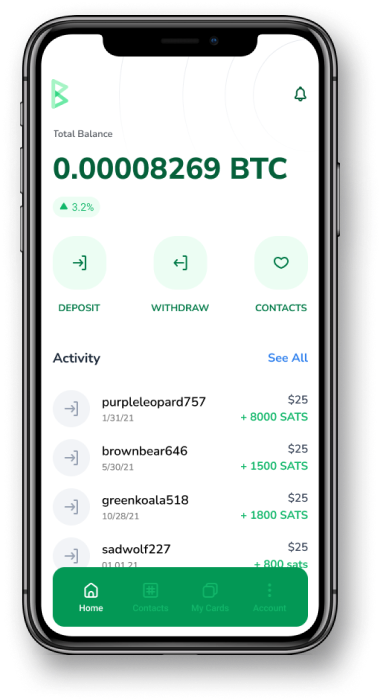 Total Balance
0.00008269 BTC
3.2%
DEPOSIT WITHDRAW CONTACTS
Activity See All
purpleleopard757 $25
1/31/21 + 8000 SATS
brownbear646 $25
5/30/21 + 1500 SATS
greenkoala518 $25
10/28/21 + 1800 SATS
sadwolf227 $25
01.01.21 + 800 sats
Home Contacts My Cards Account